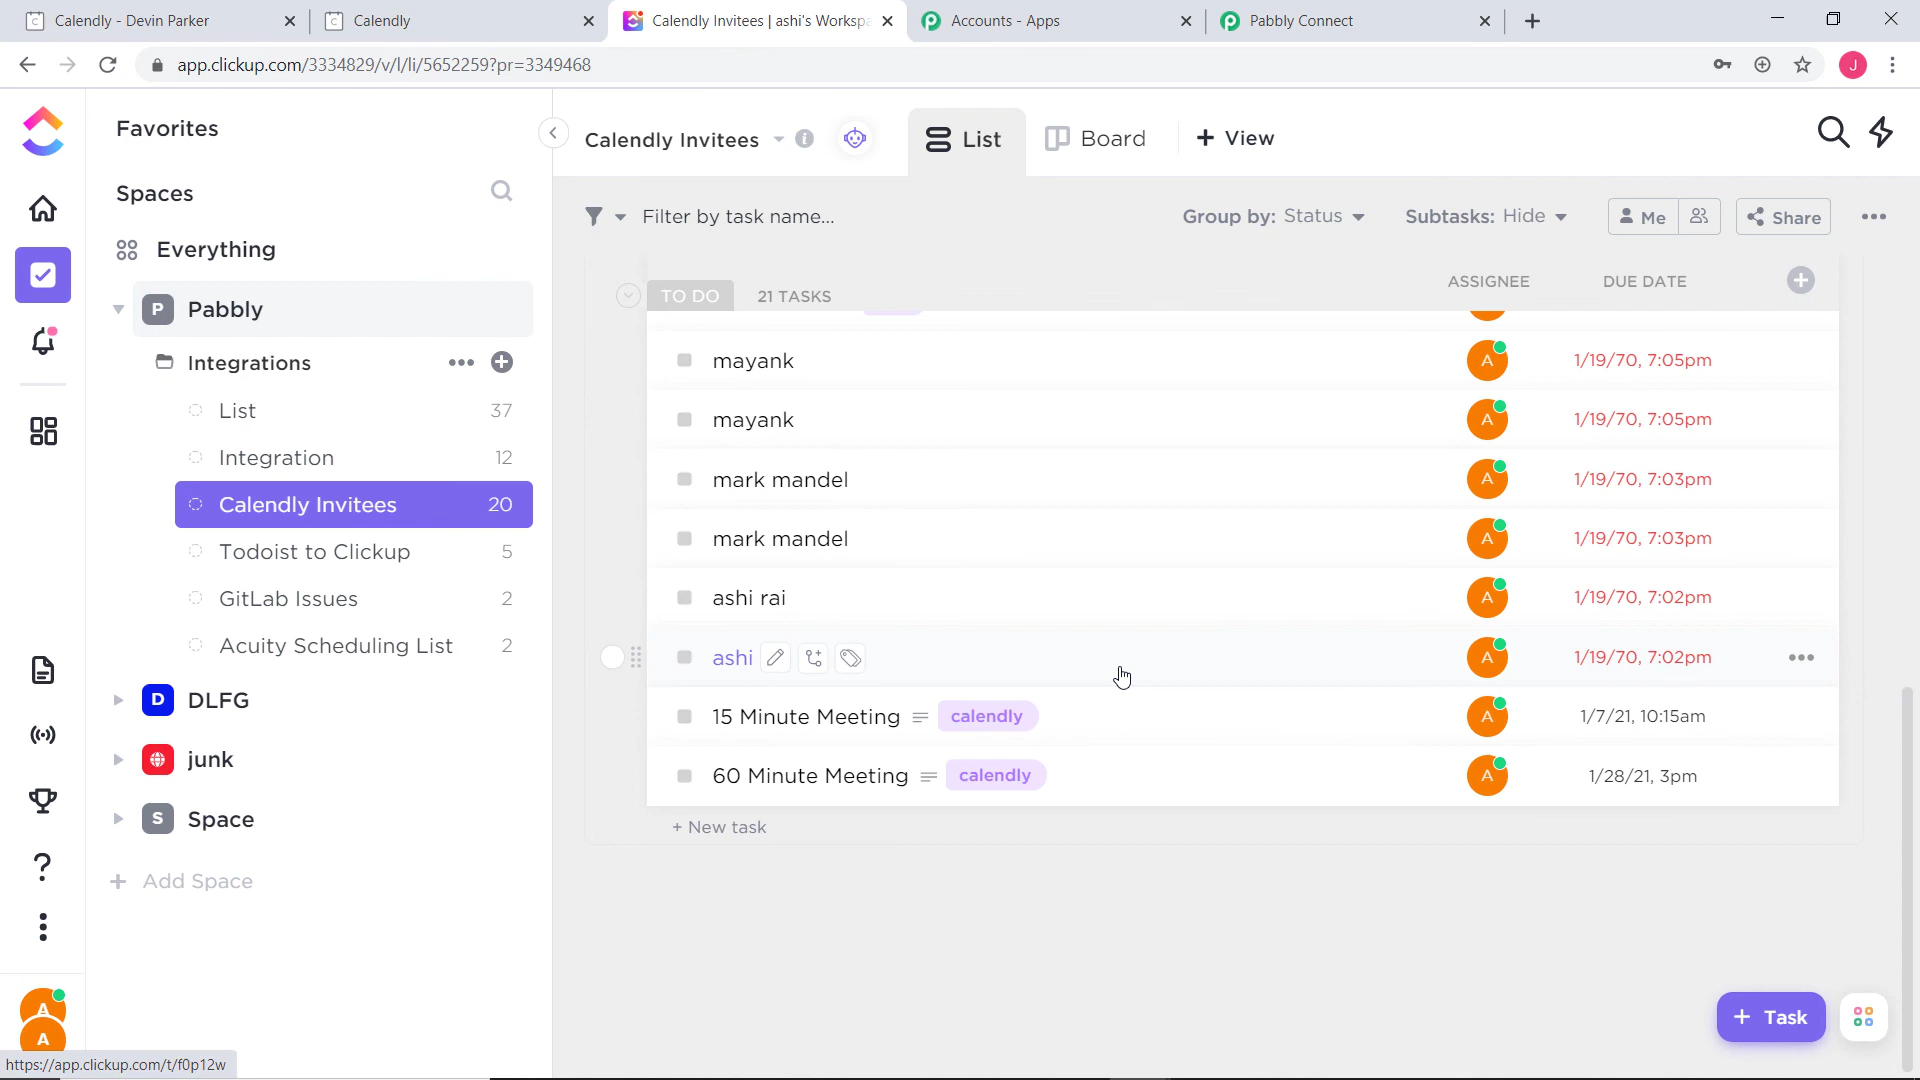 Calendly - Devin Parker
Calendly
Calendly Invitees | ashi's Workspa
Accounts - Apps
Pabbly Connect
app.clickup.com/3334829/v/l/li/5652259?pr=3349468
J
Favorites
Spaces
Everything
P Pabbly
Integrations
List 37
Integration 12
Calendly Invitees 20
Todoist to Clickup 5
GitLab Issues 2
Acuity Scheduling List 2
D DLFG
junk
S Space
+ Add Space
A
A
https://app.clickup.com/t/f0p12w
Calendly Invitees
List
Board
+ View
Filter by task name...
Group by: Status
Subtasks: Hide
Me
Share
TO DO 21 TASKS ASSIGNEE DUE DATE
mayank A 1/19/70, 7:05pm
mayank A 1/19/70, 7:05pm
mark mandel A 1/19/70, 7:03pm
mark mandel A 1/19/70, 7:03pm
ashi rai A 1/19/70, 7:02pm
ashi A 1/19/70, 7:02pm
15 Minute Meeting calendly A 1/7/21, 10:15am
60 Minute Meeting calendly A 1/28/21, 3pm
+ New task
+ Task